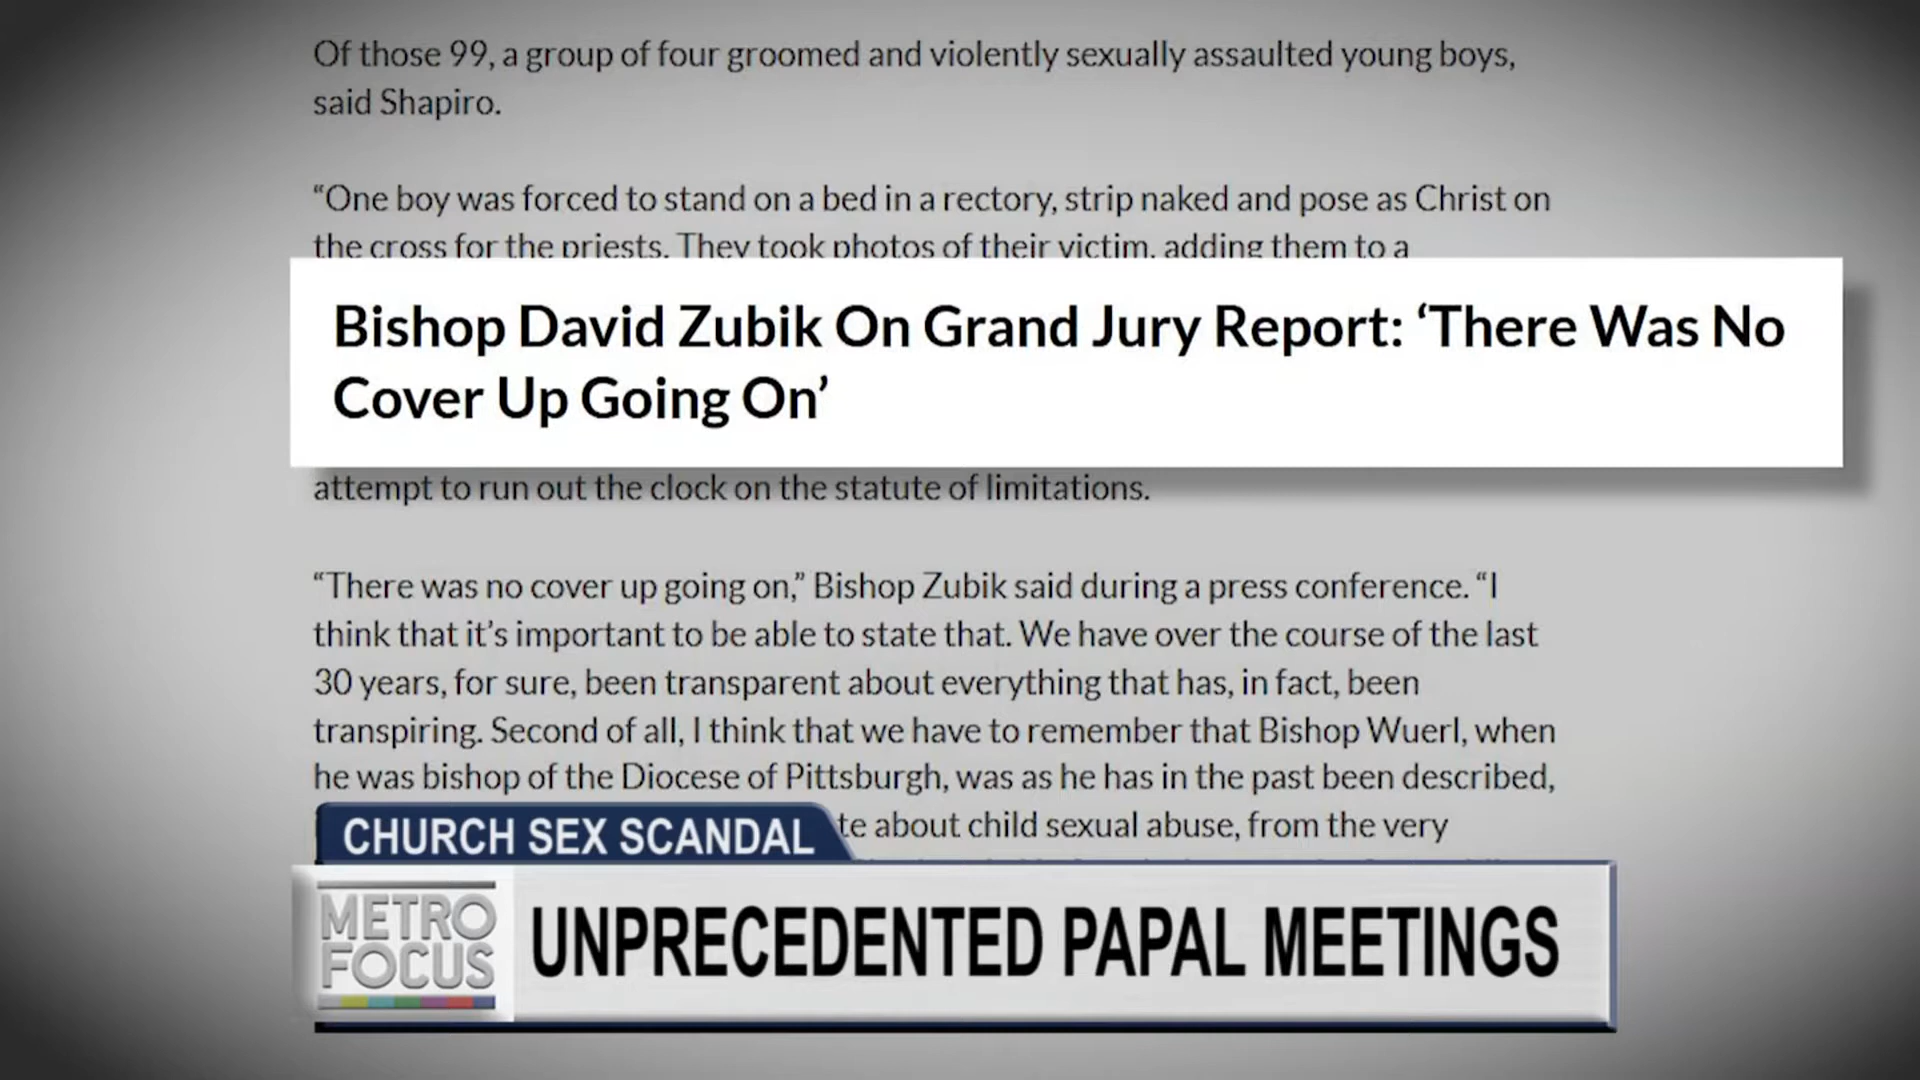 Of those 99, a group of four groomed and violently sexually assaulted young boys,
said Shapiro.
“One boy was forced to stand on a bed in a rectory, strip naked and pose as Christ on
the cross for the priests. They took photos of their victim, adding them to a
Bishop David Zubik On Grand Jury Report: ‘There Was No
Cover Up Going On’
attempt to run out the clock on the statute of limitations.
“There was no cover up going on,” Bishop Zubik said during a press conference. “I
think that it’s important to be able to state that. We have over the course of the last
30 years, for sure, been transparent about everything that has, in fact, been
transpiring. Second of all, I think that we have to remember that Bishop Wuerl, when
he was bishop of the Diocese of Pittsburgh, was as he has in the past been described,
te about child sexual abuse, from the very
CHURCH SEX SCANDAL
METRO
FOCUS
UNPRECEDENTED PAPAL MEETINGS